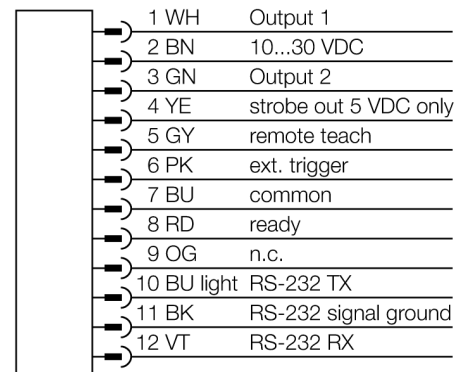 1 WH Output 1
2 BN 10...30 VDC
3 GN Output 2
4 YE strobe out 5 VDC only
5 GY remote teach
6 PK ext. trigger
7 BU common
8 RD ready
9 OG n.c.
10 BU light RS-232 TX
11 BK RS-232 signal ground
12 VT RS-232 RX